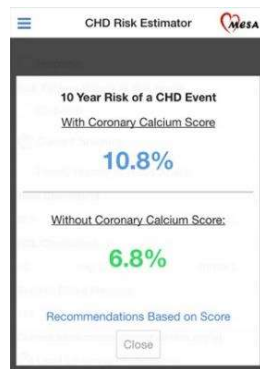 CHD Risk Estimator
MESA
10 Year Risk of a CHD Event
With Coronary Calcium Score
10.8%
Without Coronary Calcium Score:
6.8%
Recommendations Based on Score
Close